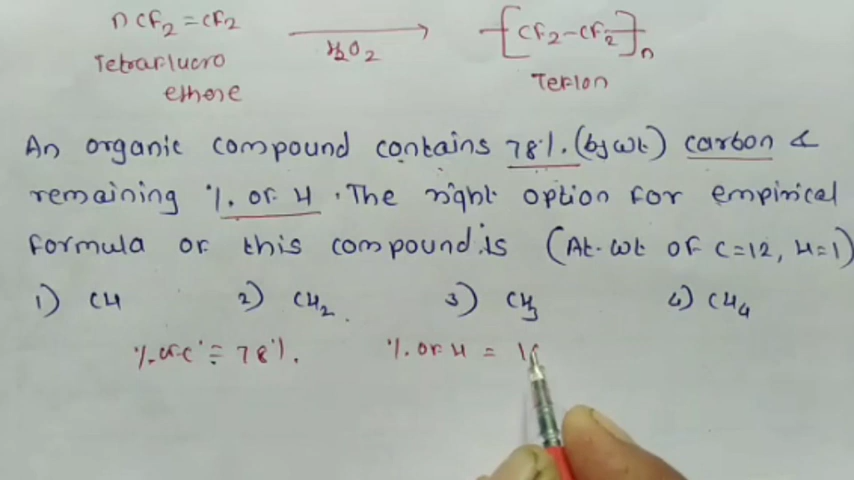 n CF2 = CF2 H2O2 -[CF2-CF2]-n
Tetraflucro
ethene
Teflon
An organic compound contains 78%. (by wt) carbon &
remaining %. of H. The right option for empirical
formula of this compound is (At. wt of C=12, H=1)
1) CH 2) CH2. 3) CH3 4) CH4
%. of C = 78%. %. of H = 10